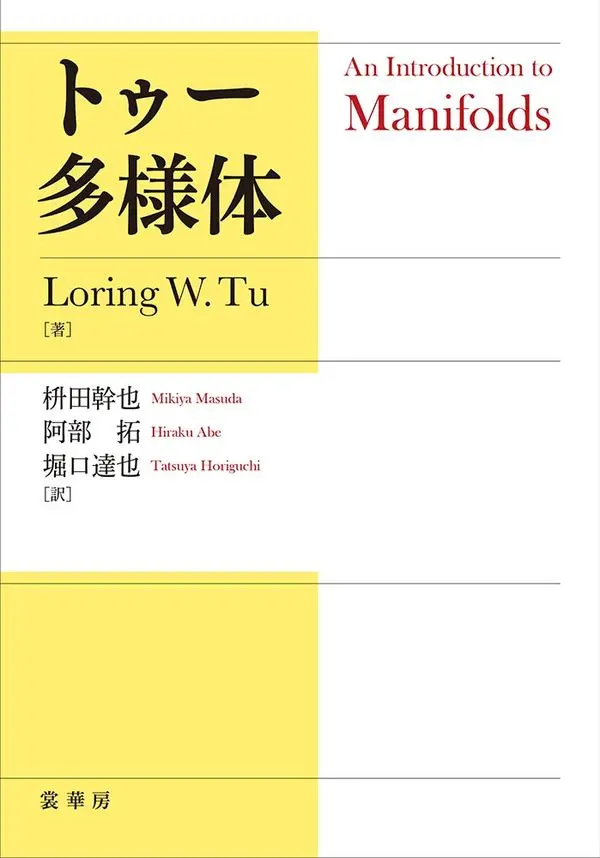 トゥー
多様体
An Introduction to
Manifolds
Loring W. Tu
[著]
枡田幹也 Mikiya Masuda
阿部 拓 Hiraku Abe
堀口達也 Tatsuya Horiguchi
[訳]
裳華房